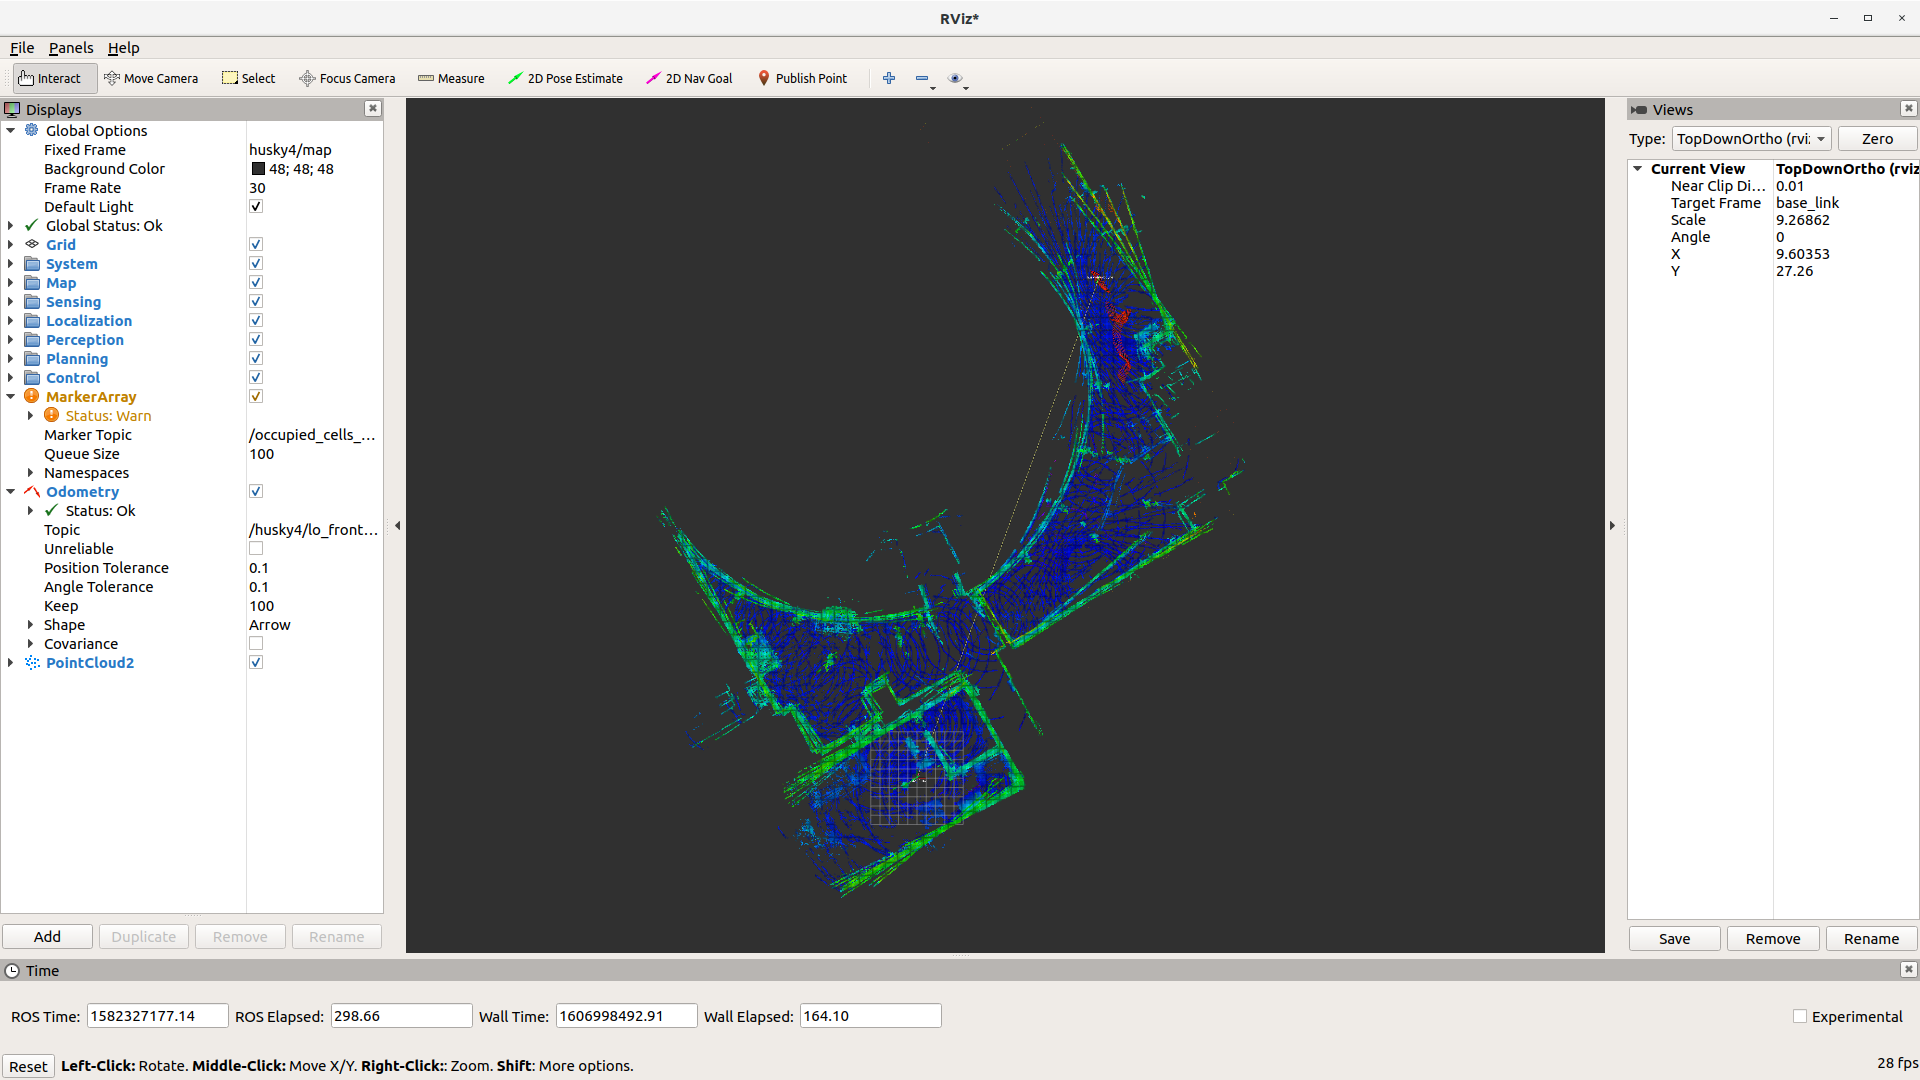 RViz*
File Panels Help
Interact Move Camera Select Focus Camera Measure 2D Pose Estimate 2D Nav Goal Publish Point
Displays
Global Options
Fixed Frame husky4/map
Background Color 48; 48; 48
Frame Rate 30
Default Light
Global Status: Ok
Grid
System
Map
Sensing
Localization
Perception
Planning
Control
MarkerArray
Status: Warn
Marker Topic /occupied_cells_...
Queue Size 100
Namespaces
Odometry
Status: Ok
Topic /husky4/lo_front...
Unreliable
Position Tolerance 0.1
Angle Tolerance 0.1
Keep 100
Shape Arrow
Covariance
PointCloud2
Add Duplicate Remove Rename
Views
Type: TopDownOrtho (rvi: Zero
Current View TopDownOrtho (rviz
Near Clip Di... 0.01
Target Frame base_link
Scale 9.26862
Angle 0
X 9.60353
Y 27.26
Save Remove Rename
Time
ROS Time: 1582327177.14 ROS Elapsed: 298.66 Wall Time: 1606998492.91 Wall Elapsed: 164.10 Experimental
Reset Left-Click: Rotate. Middle-Click: Move X/Y. Right-Click:: Zoom. Shift: More options. 28 fps